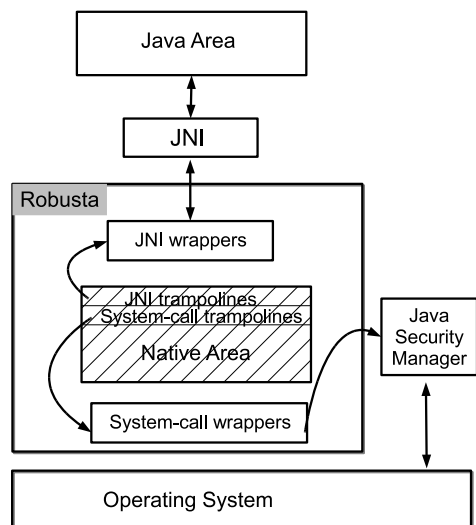 Java Area
JNI
Robusta
JNI wrappers
JNI trampolines
System-call trampolines
Native Area
Java
Security
Manager
System-call wrappers
Operating System